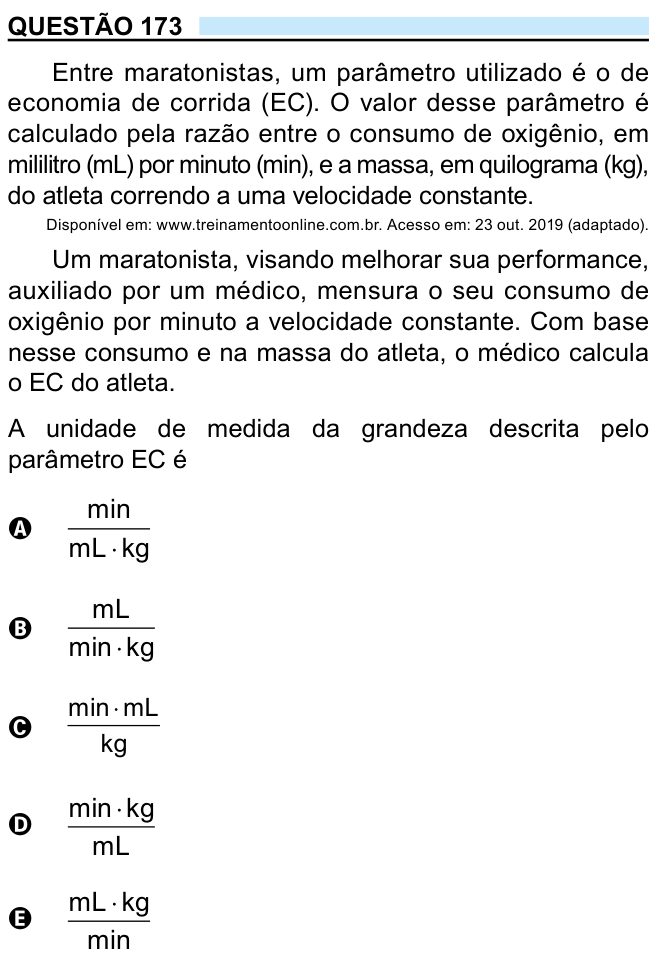 QUESTÃO 173
Entre maratonistas, um parâmetro utilizado é o de
economia de corrida (EC). O valor desse parâmetro é
calculado pela razão entre o consumo de oxigênio, em
mililitro (mL) por minuto (min), e a massa, em quilograma (kg),
do atleta correndo a uma velocidade constante.
Disponível em: www.treinamentoonline.com.br. Acesso em: 23 out. 2019 (adaptado).
Um maratonista, visando melhorar sua performance,
auxiliado por um médico, mensura o seu consumo de
oxigênio por minuto a velocidade constante. Com base
nesse consumo e na massa do atleta, o médico calcula
o EC do atleta.
A unidade de medida da grandeza descrita pelo
parâmetro EC é
A
min
mL · kg
B
mL
min · kg
C
min · mL
kg
D
min · kg
mL
E
mL · kg
min